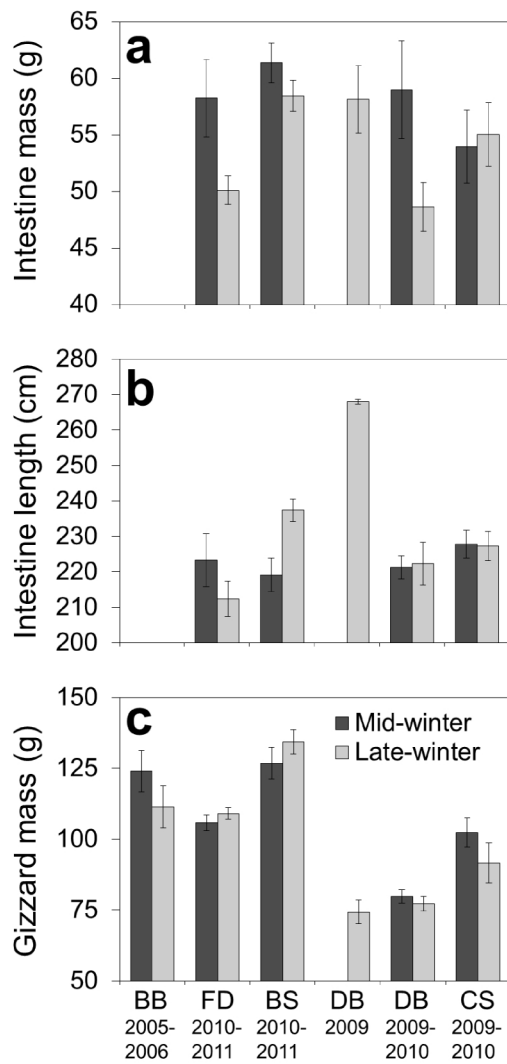 a
Intestine mass (g)
65
60
55
50
45
40
b
Intestine length (cm)
280
270
260
250
240
230
220
210
200
c
Mid-winter
Late-winter
Gizzard mass (g)
150
125
100
75
50
BB FD BS DB DB CS
2005- 2010- 2010- 2009 2009- 2009-
2006 2011 2011 2010 2010